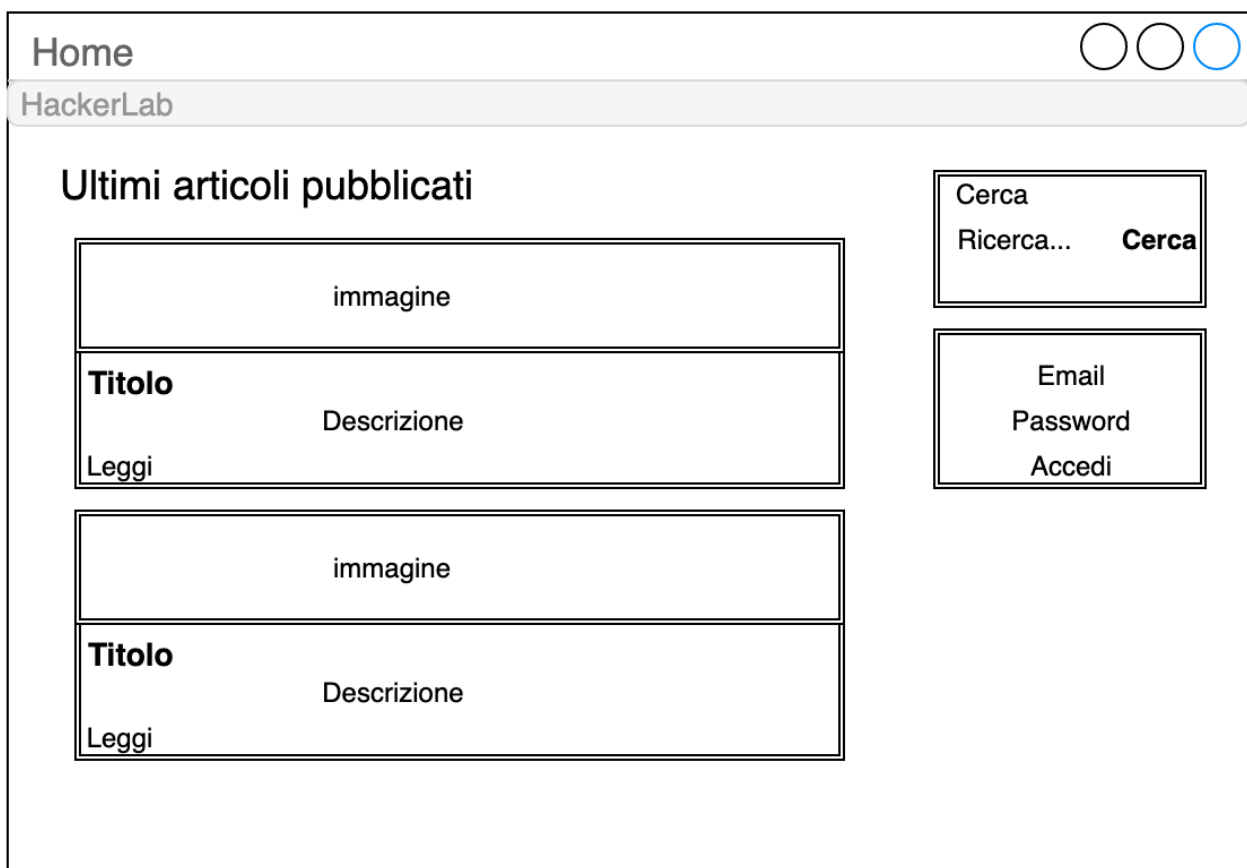 Home
HackerLab
Ultimi articoli pubblicati
immagine
Titolo
Descrizione
Leggi
immagine
Titolo
Descrizione
Leggi
Cerca
Ricerca... Cerca
Email
Password
Accedi